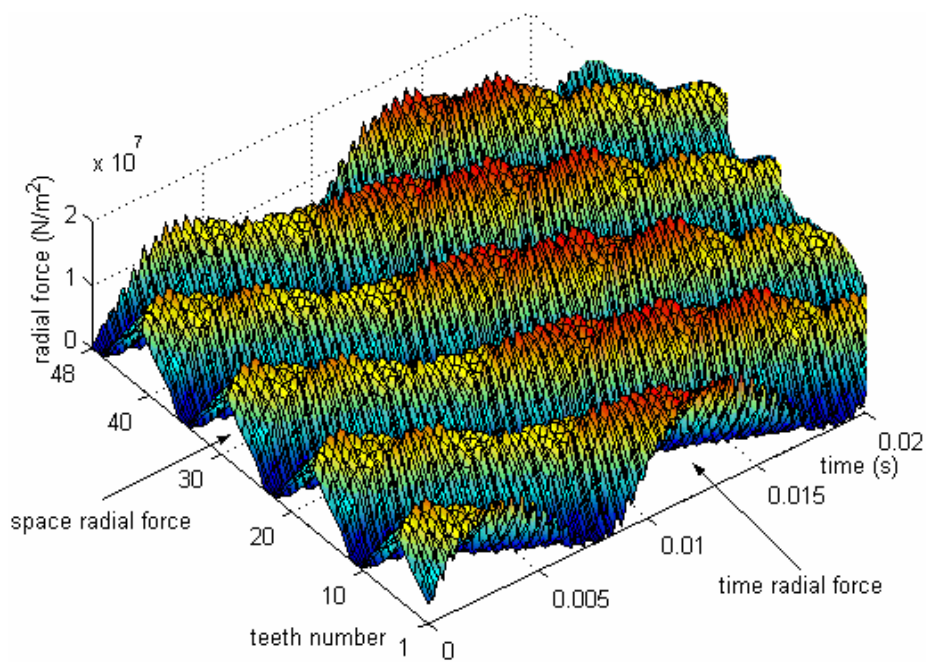 x 10^7
radial force (N/m²)
2
1
0
48
40
30
20
10
1
teeth number
0
0.005
0.01
0.015
0.02
time (s)
space radial force
time radial force